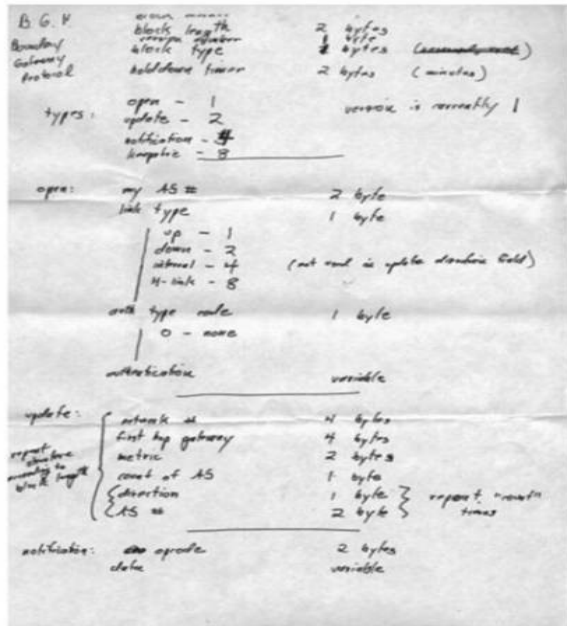 B.G.P.
Boundary
Gateway
Protocol
block length 2 bytes
version number 1 byte
block type bytes
holddown timer 2 bytes (minutes)
types: open - 1 version is currently 1
update - 2
notification - 4
keepalive - 8
open: my AS # 2 byte
link type 1 byte
up - 1
down - 2
internal - 4 (not used in update direction field)
H-link - 8
auth type code 1 byte
0 - none
authentication variable
update: network # 4 bytes
first hop gateway 4 bytes
metric 2 bytes
count of AS 1 byte
direction 1 byte
AS # 2 byte
repeat "count" times
repeat
structure
according to
block length
notification: opcode 2 bytes
data variable